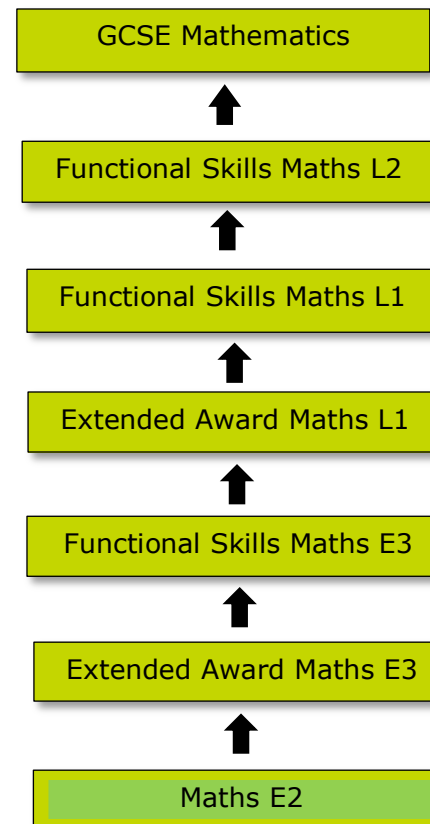 GCSE Mathematics
Functional Skills Maths L2
Functional Skills Maths L1
Extended Award Maths L1
Functional Skills Maths E3
Extended Award Maths E3
Maths E2